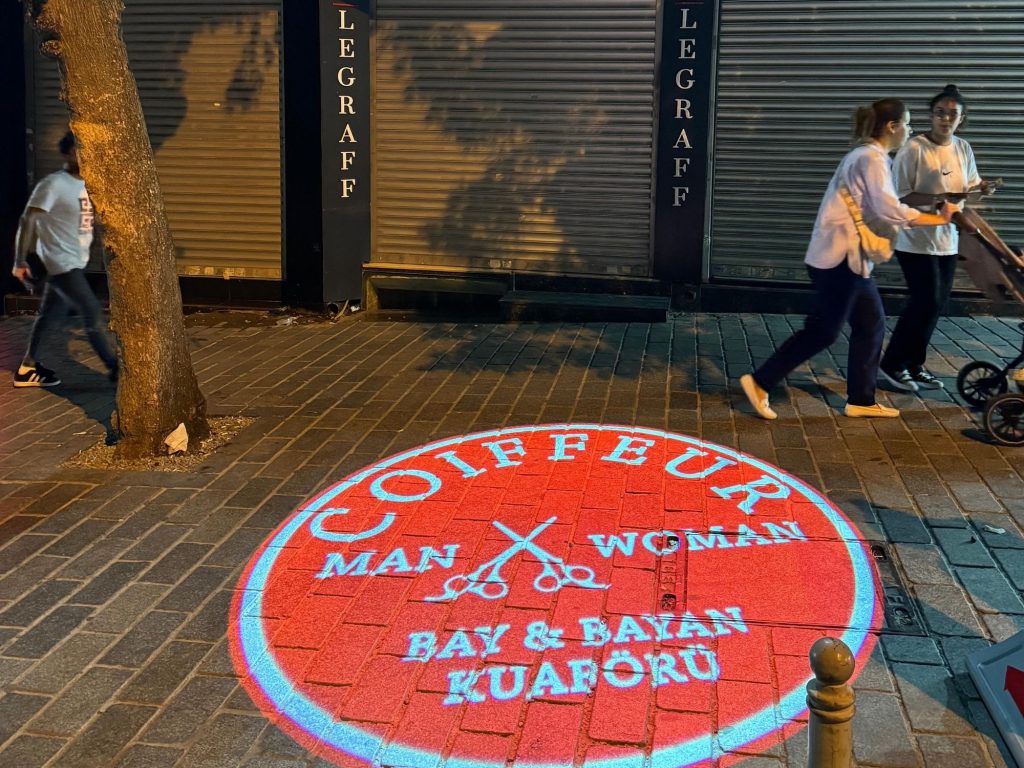 LEGRAFF
LEGRAFF
COIFFEUR
MAN WOMAN
BAY & BAYAN
KUAFÖRÜ